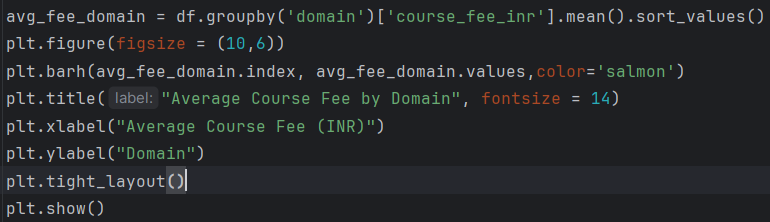 avg_fee_domain = df.groupby('domain')['course_fee_inr'].mean().sort_values()
plt.figure(figsize = (10,6))
plt.barh(avg_fee_domain.index, avg_fee_domain.values,color='salmon')
plt.title( label: "Average Course Fee by Domain", fontsize = 14)
plt.xlabel("Average Course Fee (INR)")
plt.ylabel("Domain")
plt.tight_layout()
plt.show()